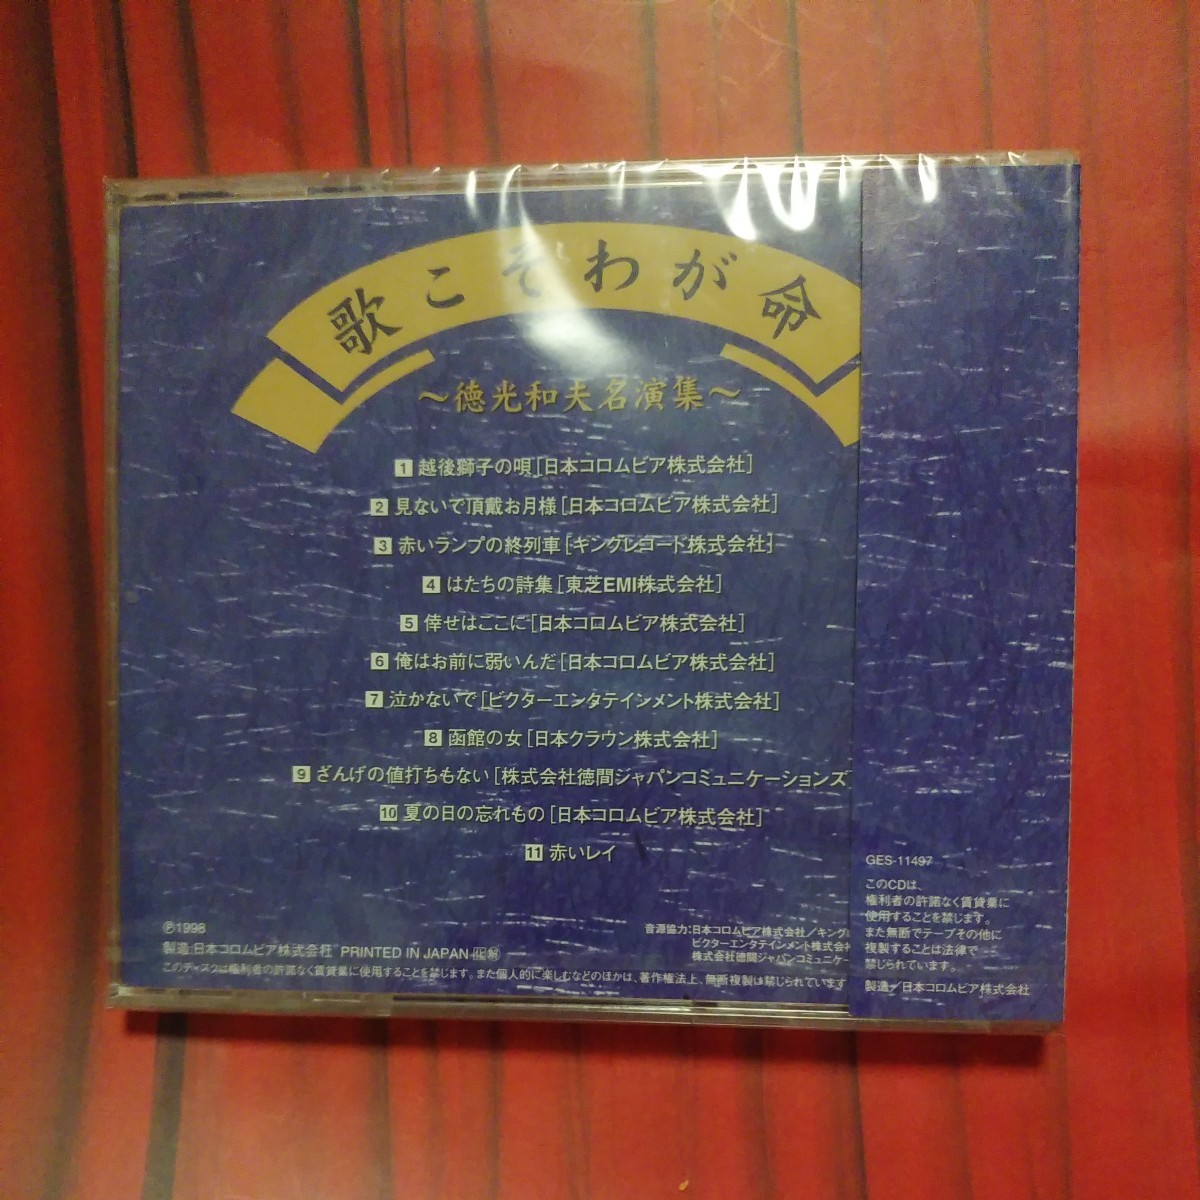 歌こそわが命
～徳光和夫名演集～
1 越後獅子の唄[日本コロムビア株式会社]
2 見ないで頂戴お月様[日本コロムビア株式会社]
3 赤いランプの終列車[キングレコード株式会社]
4 はたちの詩集[東芝EMI株式会社]
5 倖せはここに[日本コロムビア株式会社]
6 俺はお前に弱いんだ[日本コロムビア株式会社]
7 泣かないで[ビクターエンタテインメント株式会社]
8 函館の女[日本クラウン株式会社]
9 ざんげの値打ちもない[株式会社徳間ジャパンコミュニケーションズ]
10 夏の日の忘れもの[日本コロムビア株式会社]
11 赤いレイ
℗1998
製造:日本コロムビア株式会社 PRINTED IN JAPAN
このディスクは権利者の許諾なく賃貸業に使用することを禁じます。また個人的に楽しむなどのほかは、著作権法上、無断複製は禁じられています
音源協力:日本コロムビア株式会社/キング
ビクターエンタテインメント株式会社
株式会社徳間ジャパンコミュニケー
GES-11497
このCDは、
権利者の許諾なく賃貸業に
使用することを禁じます。
また無断でテープその他に
複製することは法律で
禁じられています。
製造/日本コロムビア株式会社